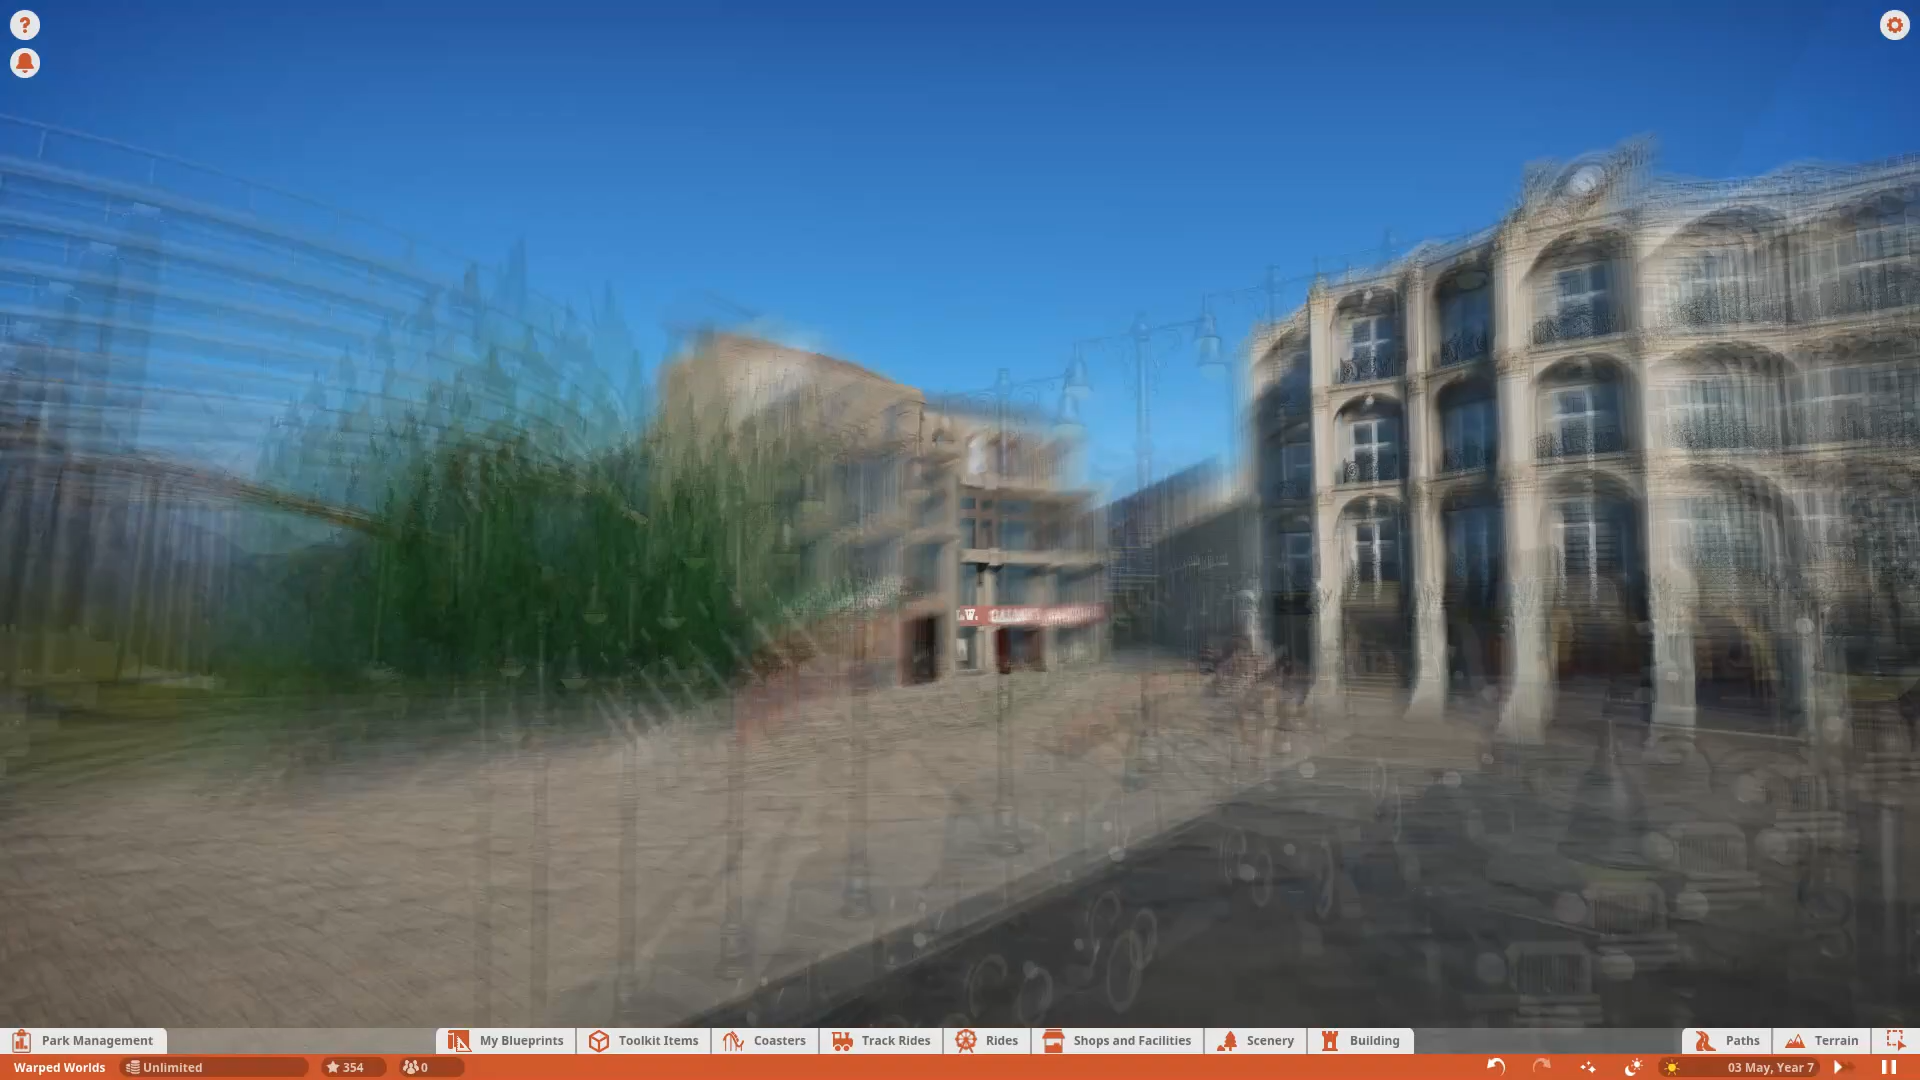 Park Management
My Blueprints
Toolkit Items
Coasters
Track Rides
Rides
Shops and Facilities
Scenery
Building
Paths
Terrain
Warped Worlds
Unlimited
354
0
03 May, Year 7